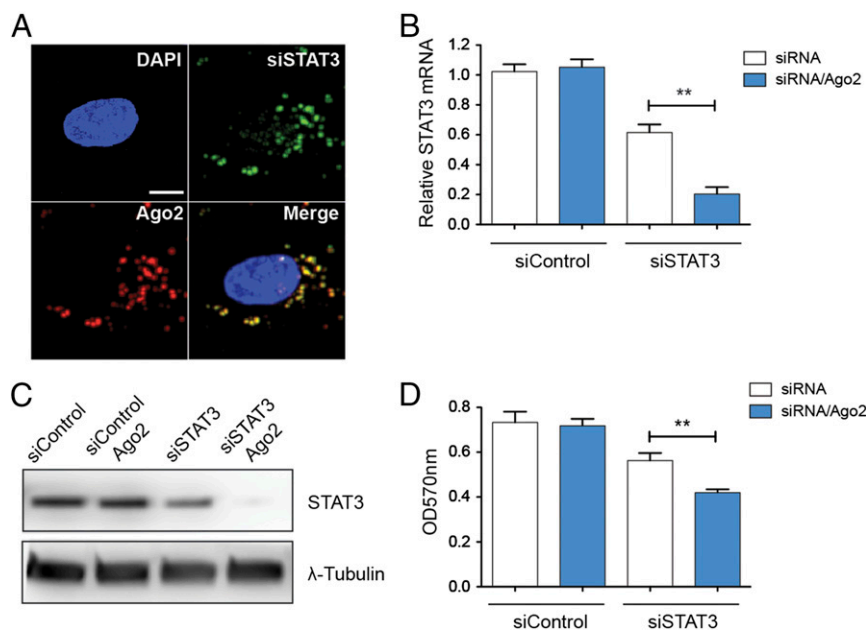 A
DAPI
siSTAT3
Ago2
Merge
B
Relative STAT3 mRNA
1.2
1.0
0.8
0.6
0.4
0.2
0.0
**
siControl
siSTAT3
siRNA
siRNA/Ago2
C
siControl
siControl
Ago2
siSTAT3
siSTAT3
Ago2
STAT3
λ-Tubulin
D
OD570nm
0.8
0.6
0.4
0.2
0.0
**
siControl
siSTAT3
siRNA
siRNA/Ago2